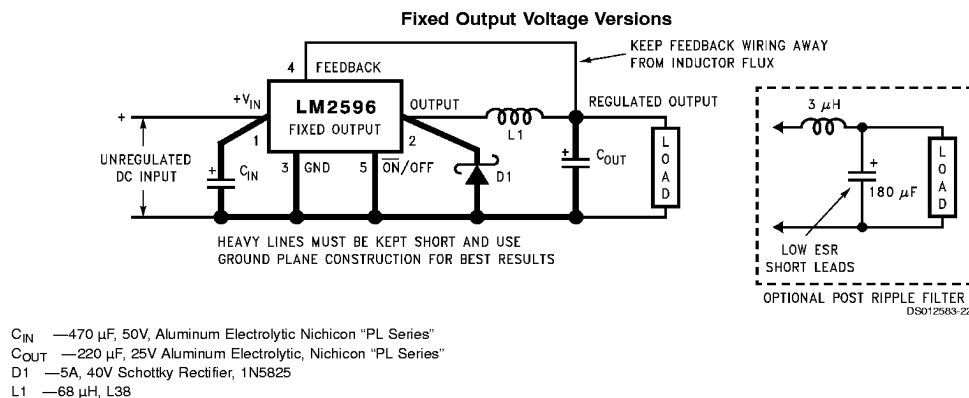 Fixed Output Voltage Versions
KEEP FEEDBACK WIRING AWAY
FROM INDUCTOR FLUX
4 FEEDBACK
+VIN
LM2596
FIXED OUTPUT
OUTPUT
REGULATED OUTPUT
+
1
2
L1
UNREGULATED
DC INPUT
+
CIN
3 GND
5 ON/OFF
D1
+
COUT
LOAD
HEAVY LINES MUST BE KEPT SHORT AND USE
GROUND PLANE CONSTRUCTION FOR BEST RESULTS
3 μH
+
180 μF
LOAD
LOW ESR
SHORT LEADS
OPTIONAL POST RIPPLE FILTER
DS012583-22
CIN —470 μF, 50V, Aluminum Electrolytic Nichicon “PL Series”
COUT —220 μF, 25V Aluminum Electrolytic, Nichicon “PL Series”
D1 —5A, 40V Schottky Rectifier, 1N5825
L1 —68 μH, L38